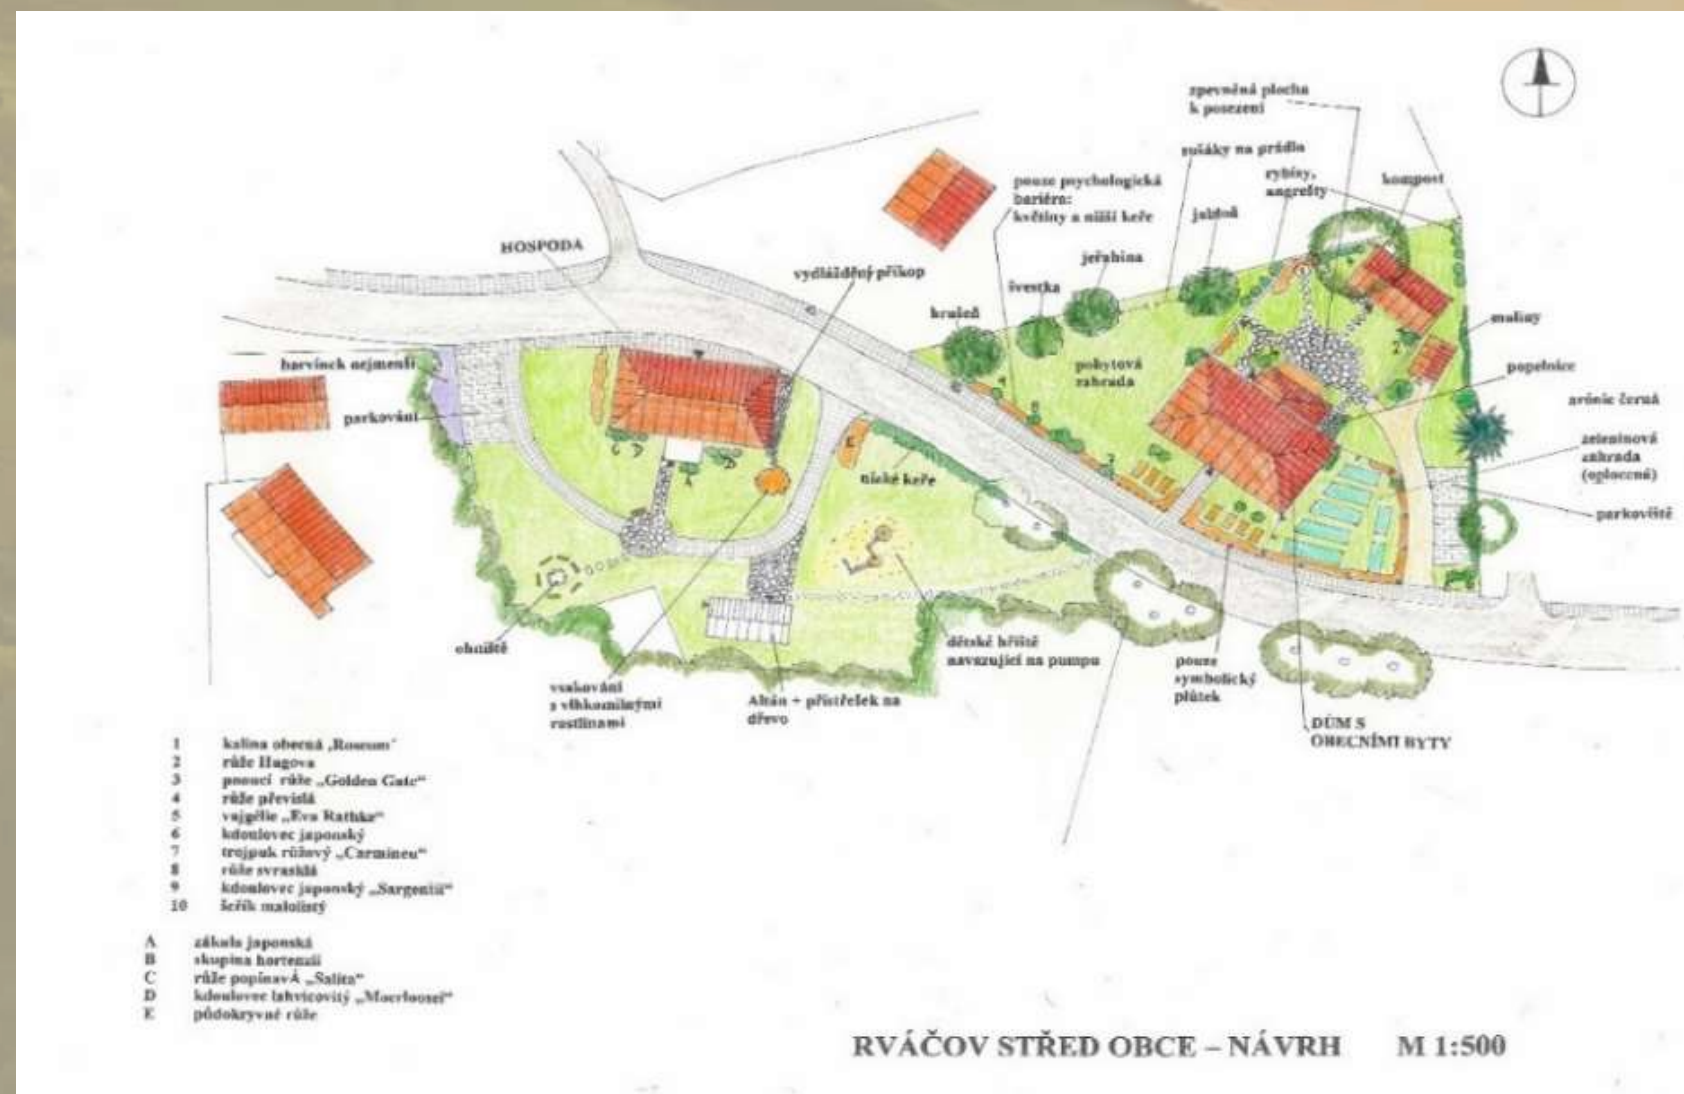 zpevněná plocha
k posezení
sušáky na prádlo
rybízy,
angrešty
kompost
pouze psychologická
bariéra:
květiny a nižší keře
jabloň
HOSPODA
jeřabina
vydlážděný příkop
švestka
hrušeň
maliny
barvínek nejmenší
pobytová
zahrada
popelnice
arónie černá
parkování
E
zeleninová
zahrada
(oplocená)
nízké keře
parkoviště
ohniště
dětské hřiště
navazující na pumpu
pouze
symbolický
plůtek
vsakování
s vlhkomilnými
rostlinami
Altán + přístřešek na
dřevo
DŮM S
OBECNÍMI BYTY
1 kalina obecná „Roseum"
2 růže Hugova
3 pnoucí růže „Golden Gate"
4 růže převislá
5 vajgélie „Eva Rathke"
6 kdoulovec japonský
7 trojpuk růžový „Carminea"
8 růže svrasklá
9 kdoulovec japonský „Sargentii"
10 šeřík malolistý
A zákula japonská
B skupina hortenzií
C růže popínavÁ „Salita"
D kdoulovec lahvicovitý „Moerloosei"
E půdokryvné růže
RVÁČOV STŘED OBCE – NÁVRH M 1:500